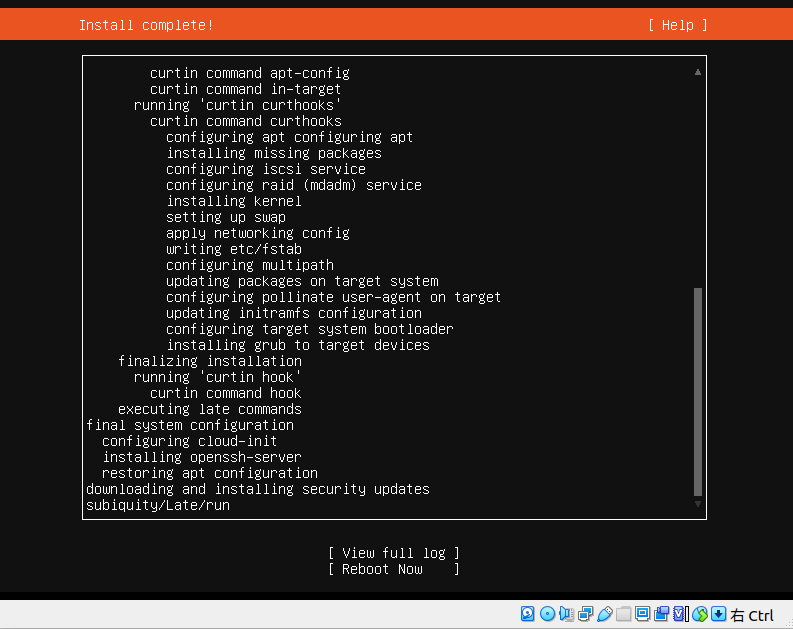 Install complete! [ Help ]
curtin command apt-config
curtin command in-target
running 'curtin curthooks'
curtin command curthooks
configuring apt configuring apt
installing missing packages
configuring iscsi service
configuring raid (mdadm) service
installing kernel
setting up swap
apply networking config
writing etc/fstab
configuring multipath
updating packages on target system
configuring pollinate user-agent on target
updating initramfs configuration
configuring target system bootloader
installing grub to target devices
finalizing installation
running 'curtin hook'
curtin command hook
executing late commands
final system configuration
configuring cloud-init
installing openssh-server
restoring apt configuration
downloading and installing security updates
subiquity/Late/run
[ View full log ]
[ Reboot Now ]
右 Ctrl